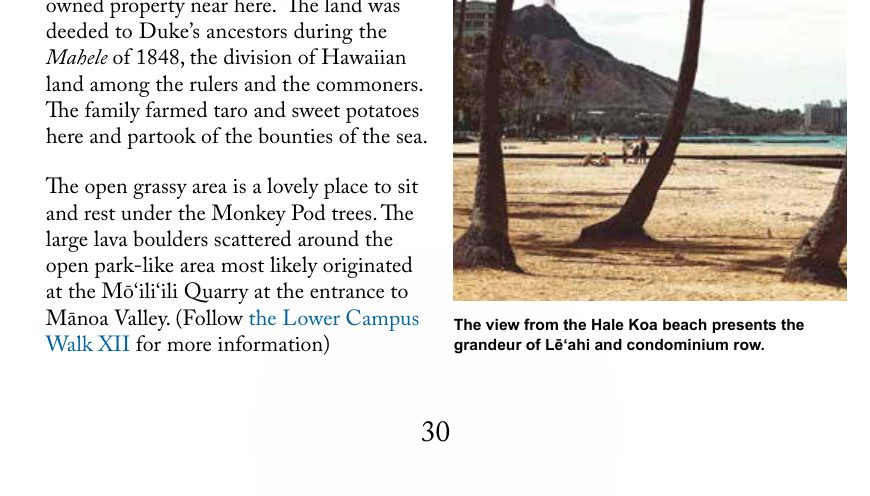 owned property near here. The land was
deeded to Duke’s ancestors during the
Mahele of 1848, the division of Hawaiian
land among the rulers and the commoners.
The family farmed taro and sweet potatoes
here and partook of the bounties of the sea.
The open grassy area is a lovely place to sit
and rest under the Monkey Pod trees. The
large lava boulders scattered around the
open park-like area most likely originated
at the Mō‘ili‘ili Quarry at the entrance to
Mānoa Valley. (Follow the Lower Campus
Walk XII for more information)
The view from the Hale Koa beach presents the
grandeur of Lē‘ahi and condominium row.
30